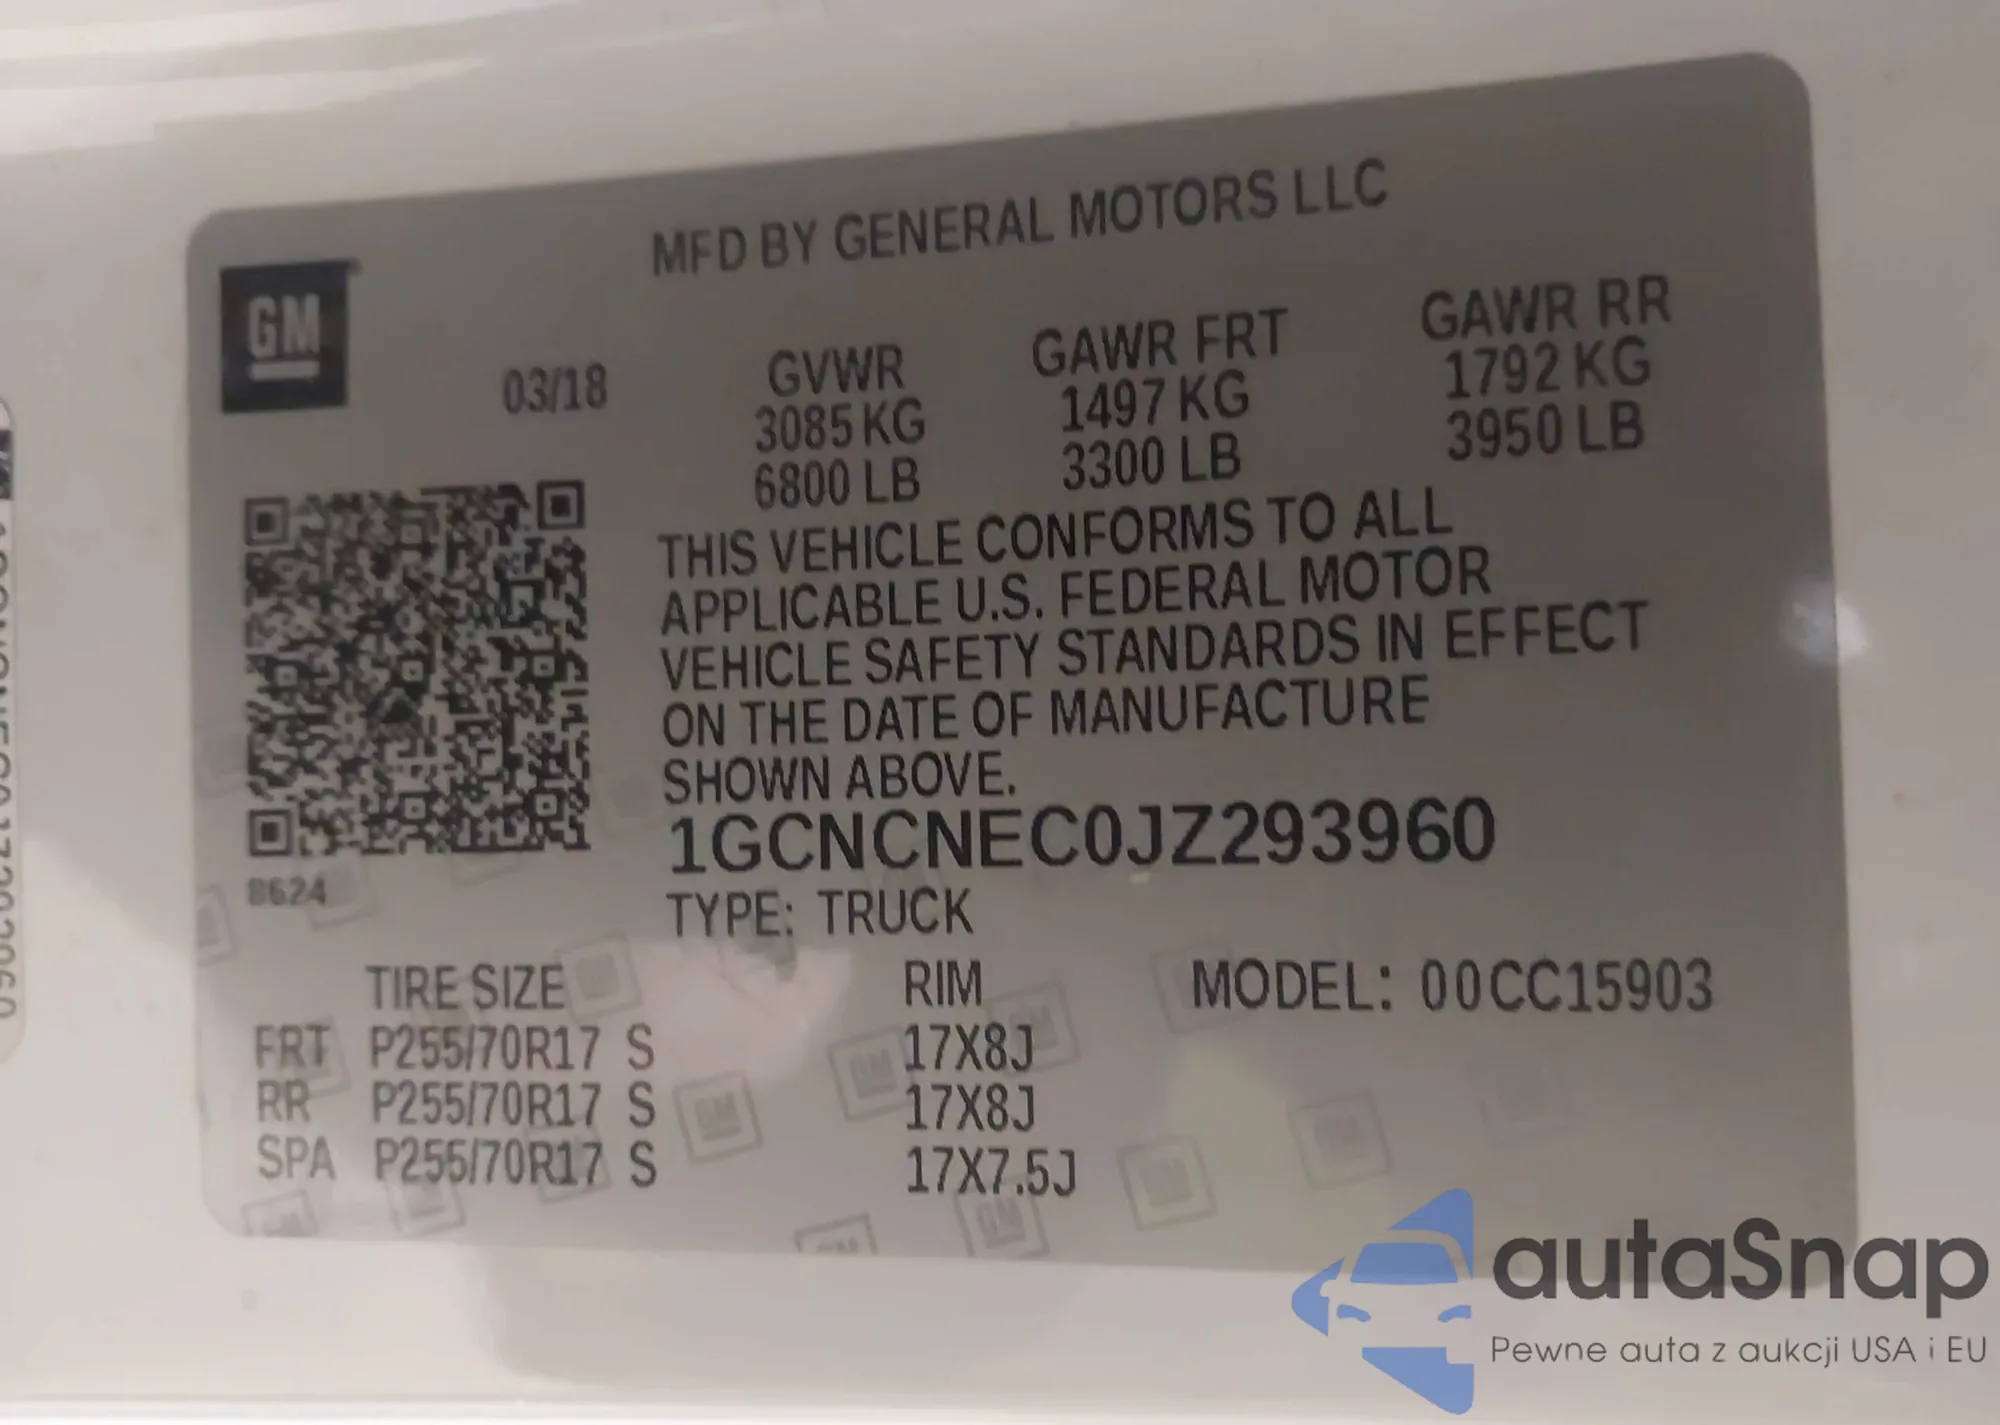 MFD BY GENERAL MOTORS LLC
GM
03/18
GVWR
3085 KG
6800 LB
GAWR FRT
1497 KG
3300 LB
GAWR RR
1792 KG
3950 LB
THIS VEHICLE CONFORMS TO ALL
APPLICABLE U.S. FEDERAL MOTOR
VEHICLE SAFETY STANDARDS IN EFFECT
ON THE DATE OF MANUFACTURE
SHOWN ABOVE.
1GCNCNEC0JZ293960
8624
TYPE: TRUCK
TIRE SIZE RIM MODEL: 00CC15903
FRT P255/70R17 S 17X8J
RR P255/70R17 S 17X8J
SPA P255/70R17 S 17X7.5J
autaSnap
Pewne auta z aukcji USA i EU